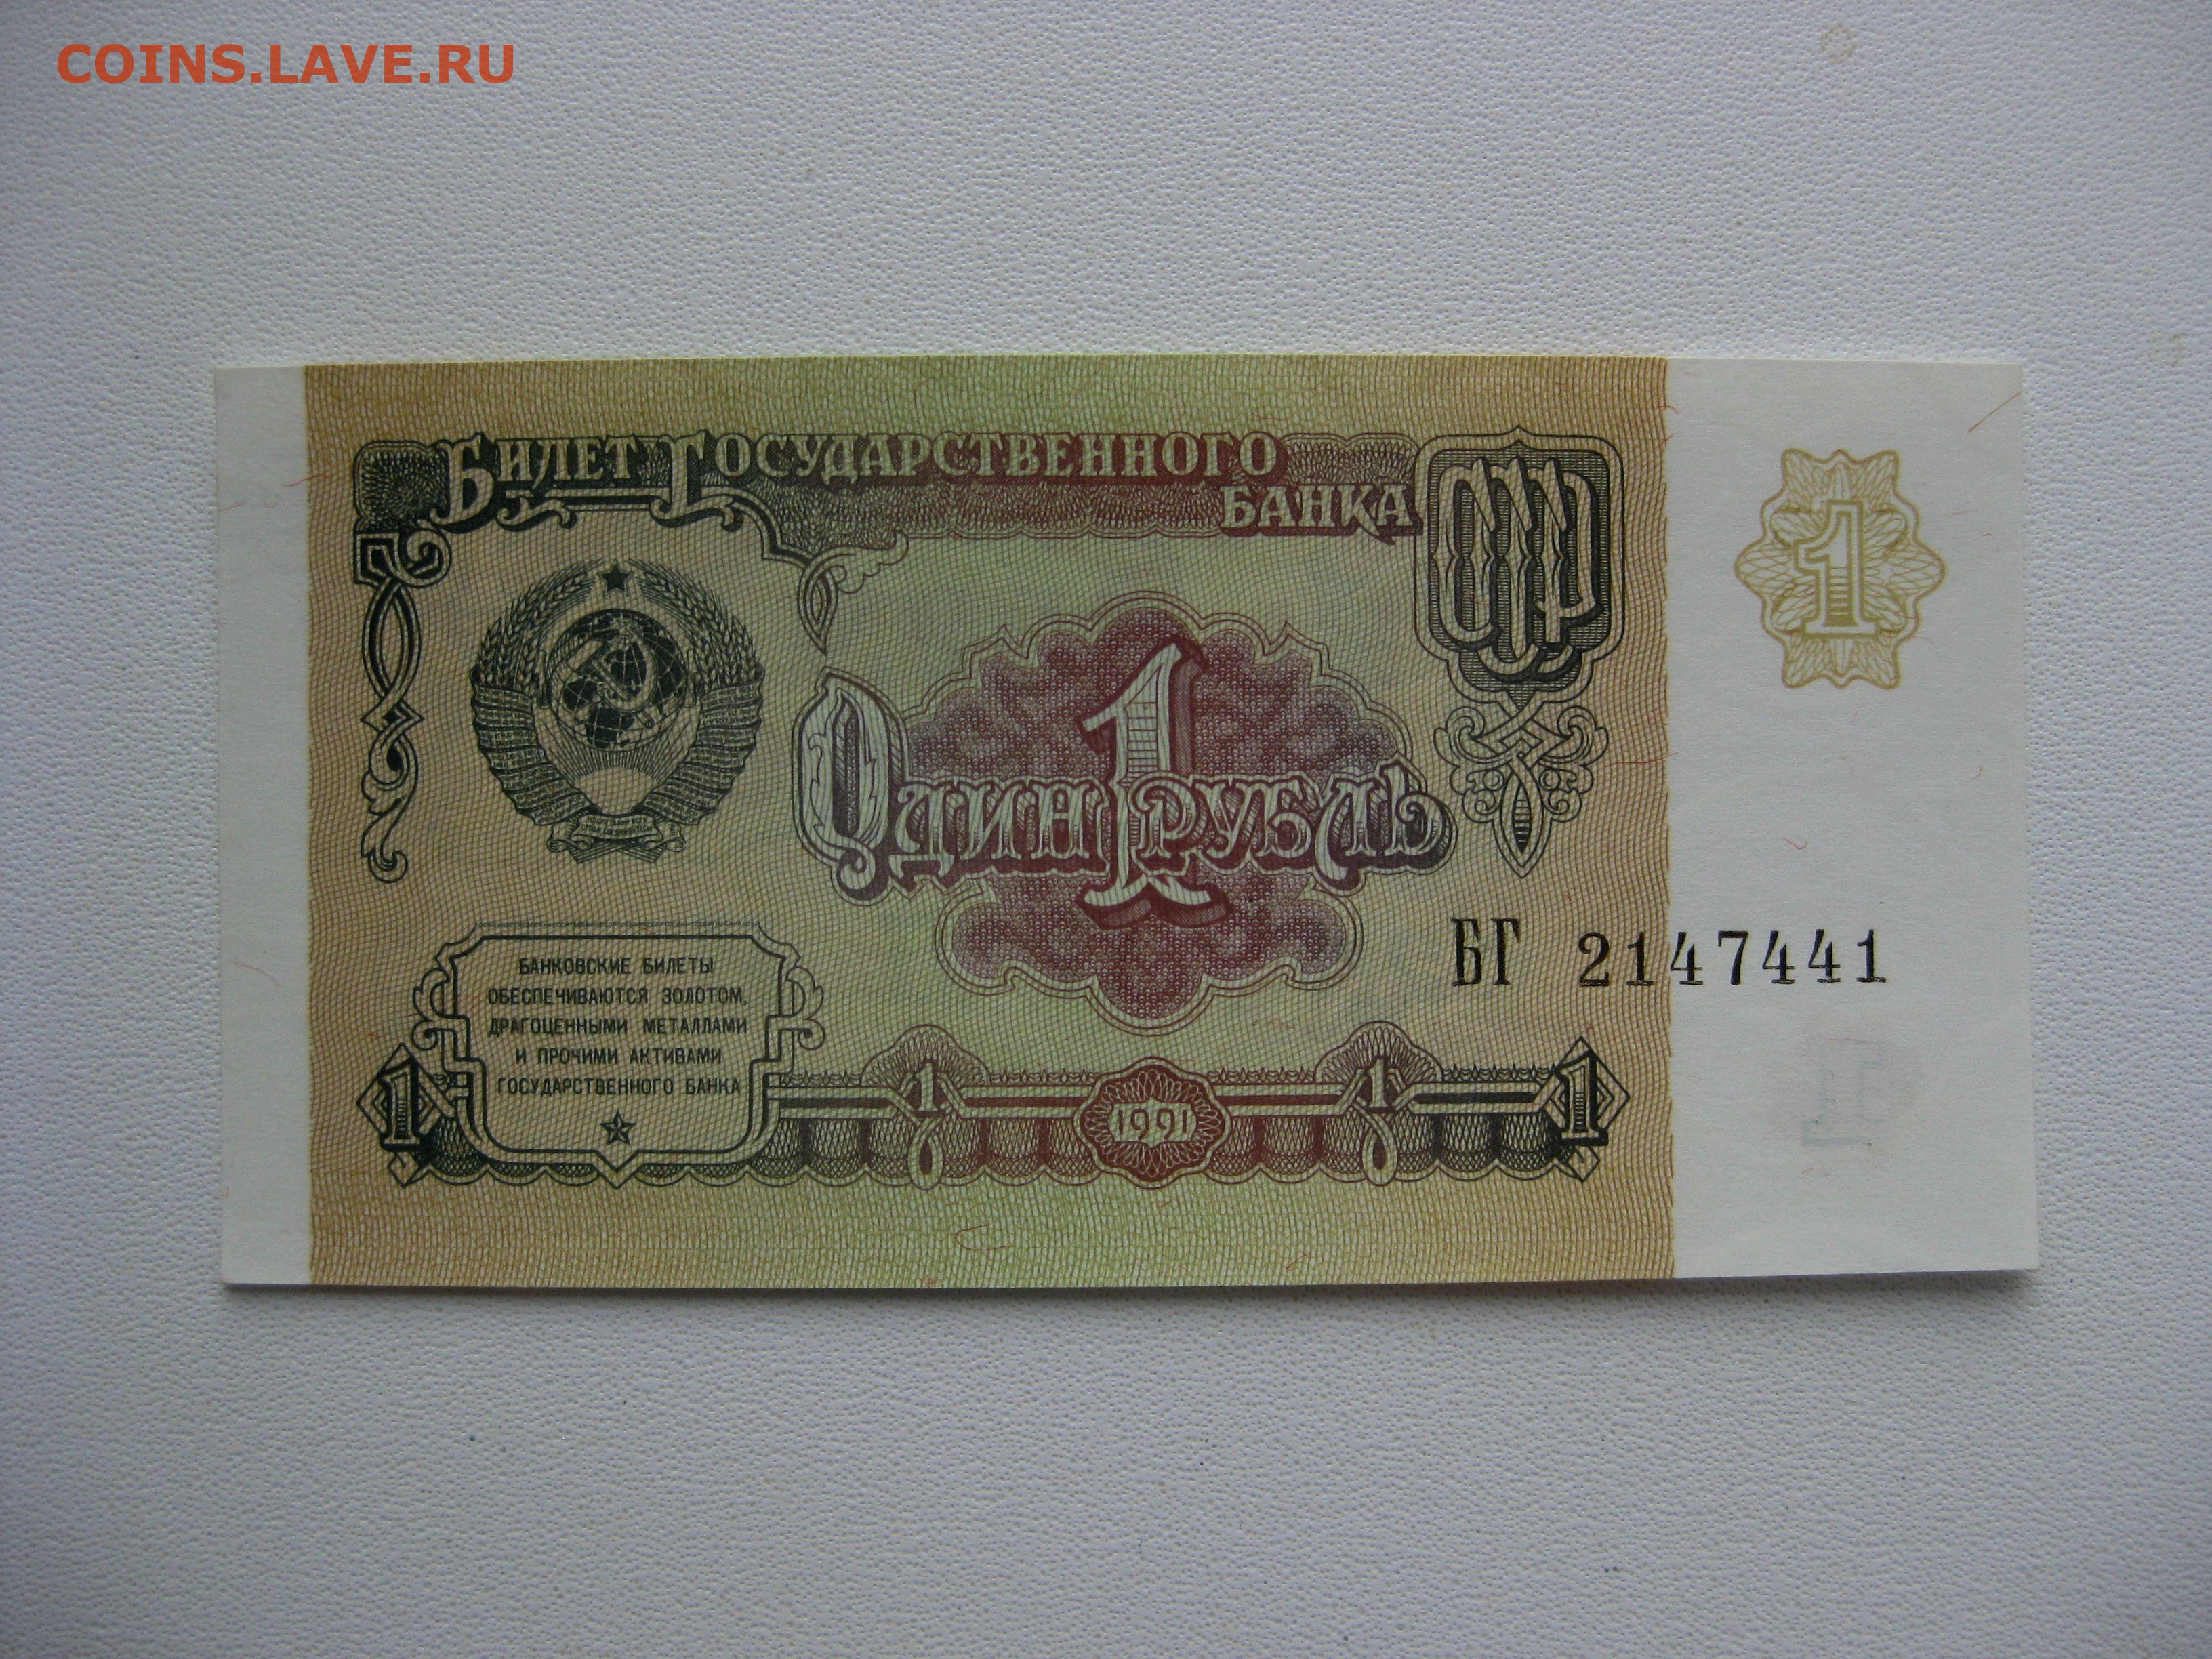 COINS.LAVE.RU
БИЛЕТ ГОСУДАРСТВЕННОГО
БАНКА
СССР
1
1
ОДИН РУБЛЬ
БГ 2147441
БАНКОВСКИЕ БИЛЕТЫ
ОБЕСПЕЧИВАЮТСЯ ЗОЛОТОМ,
ДРАГОЦЕННЫМИ МЕТАЛЛАМИ
И ПРОЧИМИ АКТИВАМИ
ГОСУДАРСТВЕННОГО БАНКА
1 1 1991 1 1